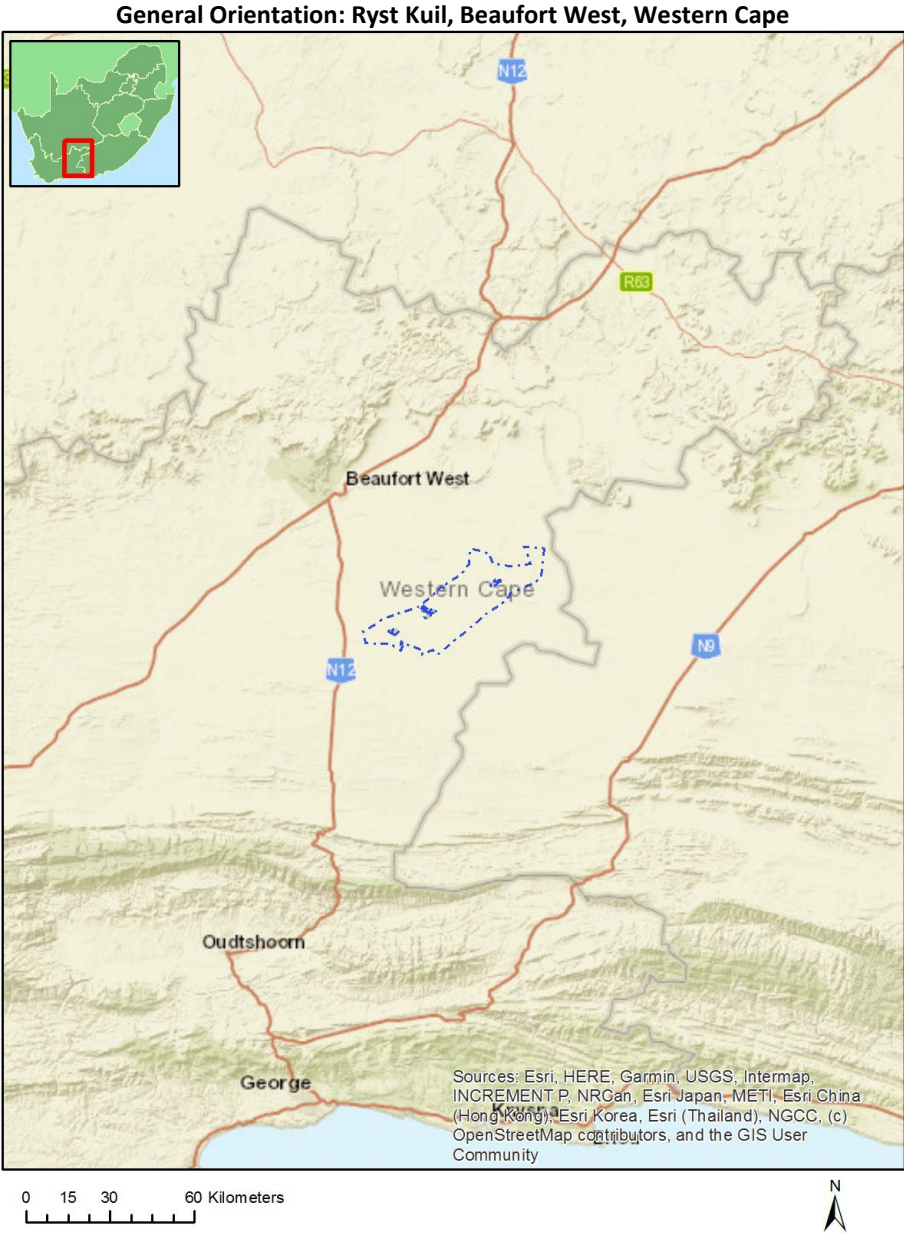 General Orientation: Ryst Kuil, Beaufort West, Western Cape
N12
R63
Beaufort West
Western Cape
N12
N9
Oudtshoorn
George
Knysna
Sources: Esri, HERE, Garmin, USGS, Intermap,
INCREMENT P, NRCan, Esri Japan, METI, Esri China
(Hong Kong), Esri Korea, Esri (Thailand), NGCC, (c)
OpenStreetMap contributors, and the GIS User
Community
0 15 30 60 Kilometers
N